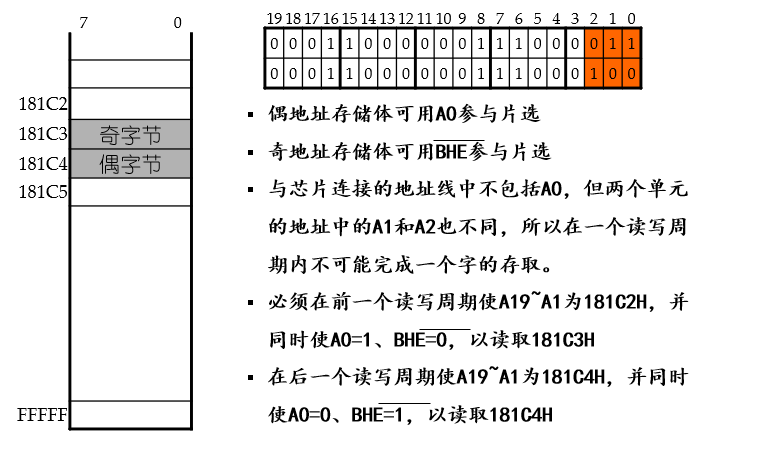 7 0
181C2
181C3 奇字节
181C4 偶字节
181C5
FFFFF
19 18 17 16 15 14 13 12 11 10 9 8 7 6 5 4 3 2 1 0
0 0 0 1 1 0 0 0 0 0 0 1 1 1 0 0 0 0 1 1
0 0 0 1 1 0 0 0 0 0 0 1 1 1 0 0 0 1 0 0
▪ 偶地址存储体可用A0参与片选
▪ 奇地址存储体可用BHE参与片选
▪ 与芯片连接的地址线中不包括A0，但两个单元
的地址中的A1和A2也不同，所以在一个读写周
期内不可能完成一个字的存取。
▪ 必须在前一个读写周期使A19~A1为181C2H，并
同时使A0=1、BHE=0，以读取181C3H
▪ 在后一个读写周期使A19~A1为181C4H，并同时
使A0=0、BHE=1，以读取181C4H